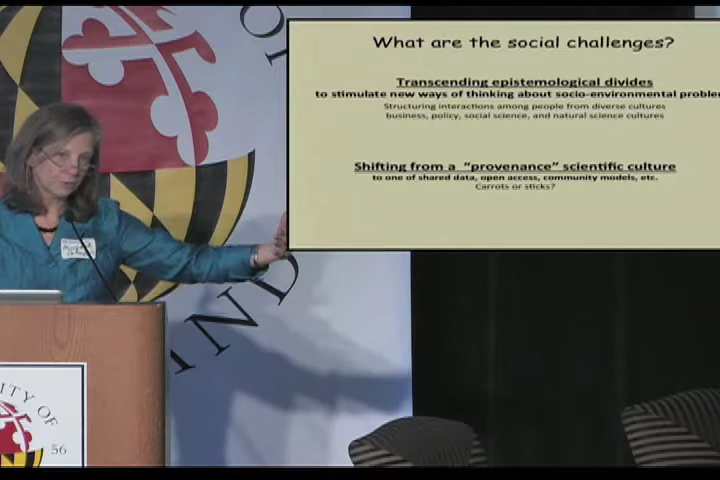 What are the social challenges?
Transcending epistemological divides
to stimulate new ways of thinking about socio-environmental
Structuring interactions among people from diverse cultures
business, policy, social science, and natural science cultures
Shifting from a "provenance" scientific culture
to one of shared data, open access, community models, etc.
Carrots or sticks?
ITY OF
56